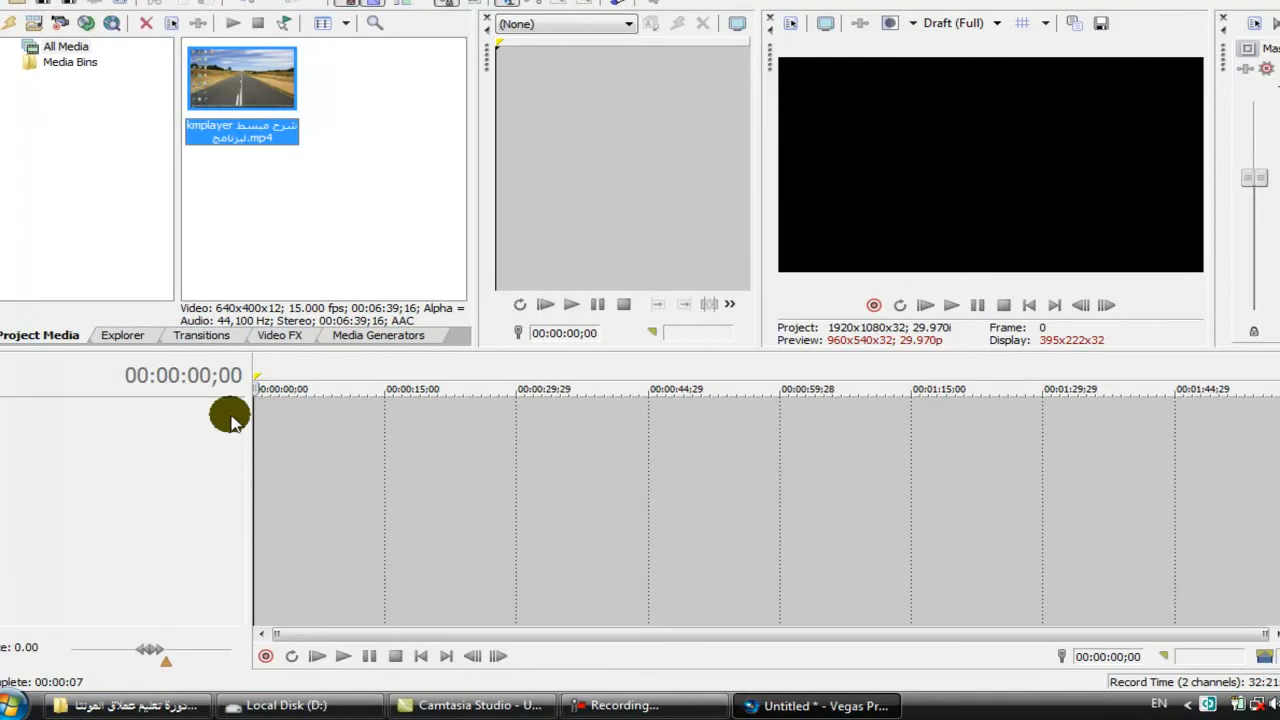 (None)
Draft (Full)
All Media
Media Bins
شرح مبسط kmplayer
لبرنامج.mp4
Video: 640x400x12; 15.000 fps; 00:06:39;16; Alpha =
Audio: 44,100 Hz; Stereo; 00:06:39;16; AAC
Project Media
Explorer
Transitions
Video FX
Media Generators
00:00:00;00
Project: 1920x1080x32; 29.970i
Frame: 0
Preview: 960x540x32; 29.970p
Display: 395x222x32
00:00:00;00
00:00:00;00 00:00:15;00 00:00:29;29 00:00:44;29 00:00:59;28 00:01:15;00 00:01:29;29 00:01:44;29
te: 0.00
00:00:00;00
mplete: 00:00:07
Record Time (2 channels): 32:21
دورة تعليم عملاق المونتا...
Local Disk (D:)
Camtasia Studio - U...
Recording...
Untitled * - Vegas Pr...
EN